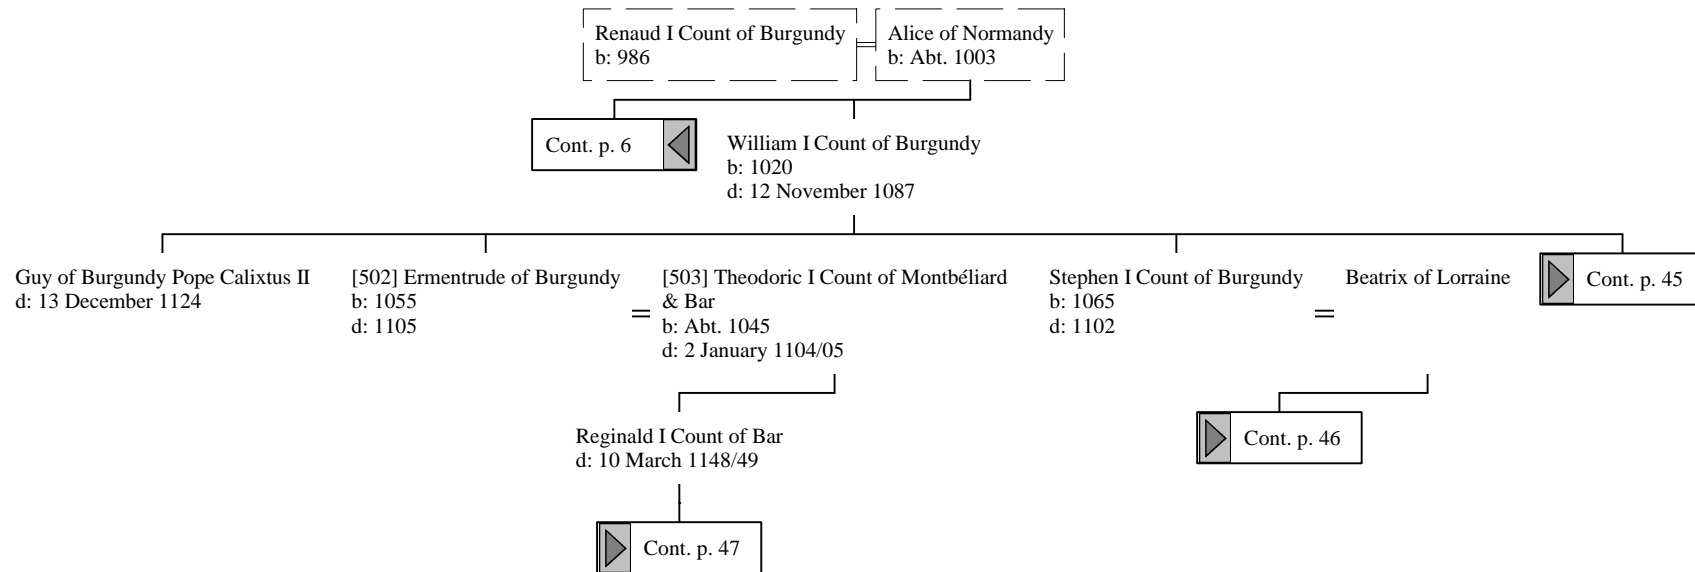 Renaud I Count of Burgundy
b: 986
Alice of Normandy
b: Abt. 1003
Cont. p. 6
William I Count of Burgundy
b: 1020
d: 12 November 1087
Guy of Burgundy Pope Calixtus II
d: 13 December 1124
[502] Ermentrude of Burgundy
b: 1055
d: 1105
[503] Theodoric I Count of Montbéliard
& Bar
b: Abt. 1045
d: 2 January 1104/05
Stephen I Count of Burgundy
b: 1065
d: 1102
Beatrix of Lorraine
Cont. p. 45
Reginald I Count of Bar
d: 10 March 1148/49
Cont. p. 46
Cont. p. 47